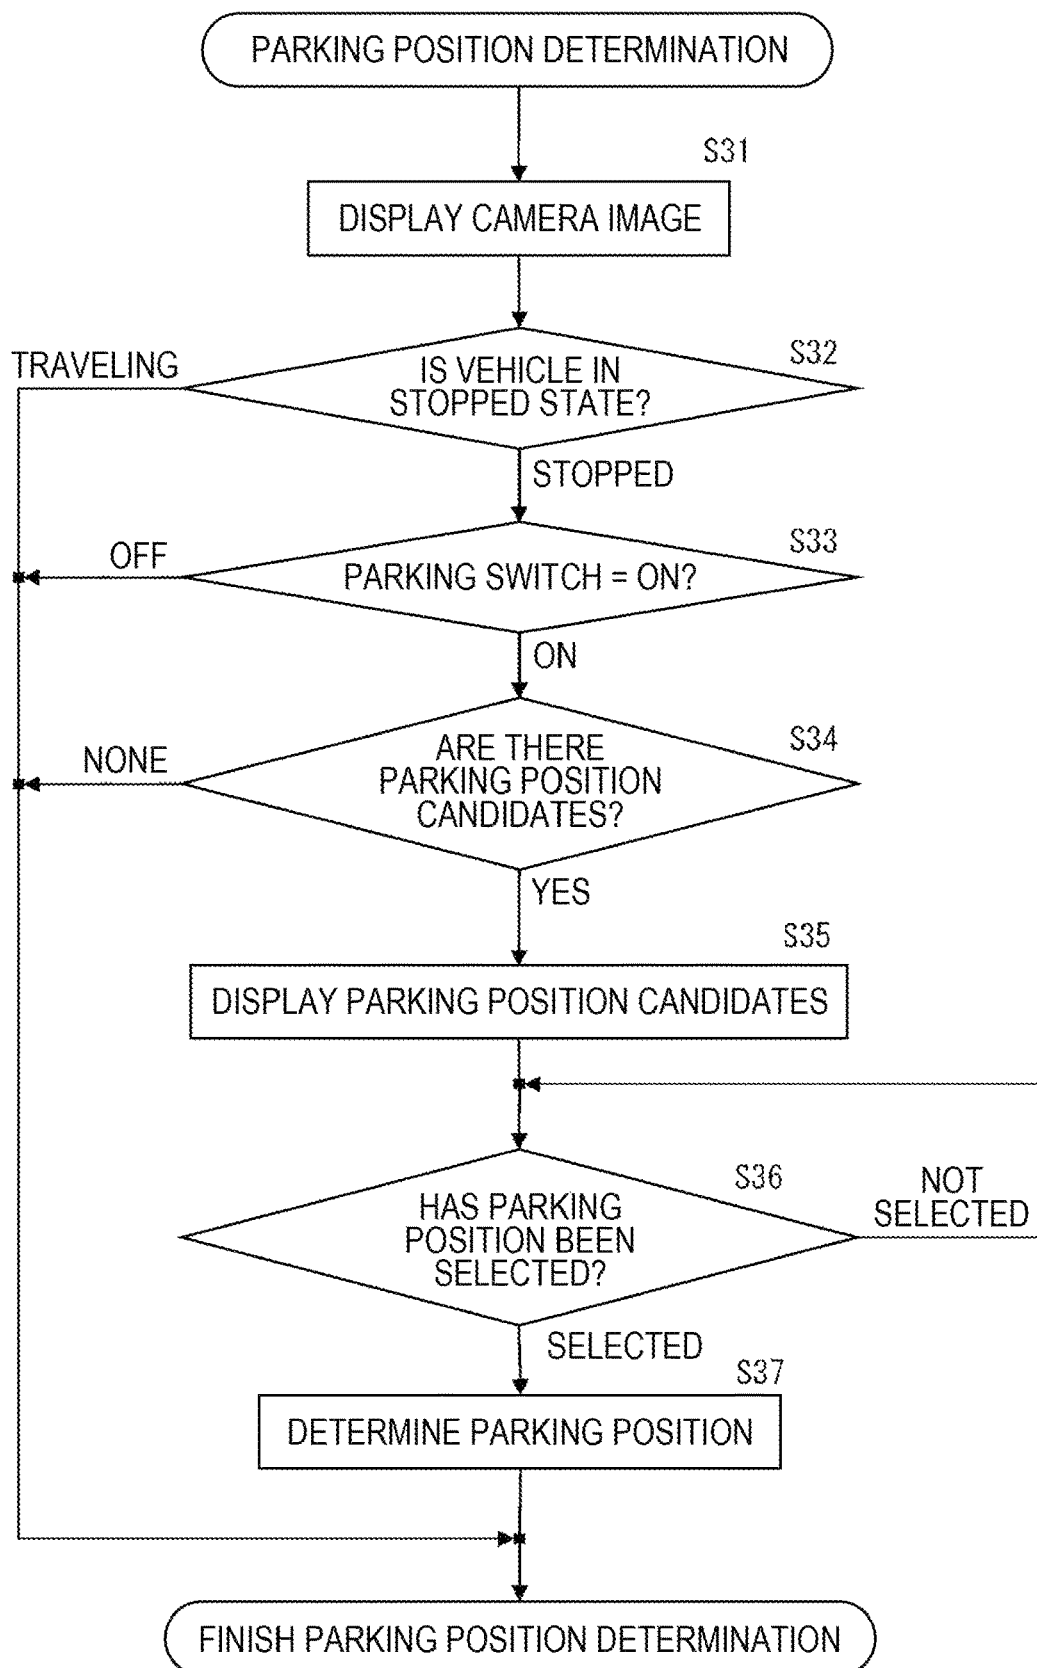 PARKING POSITION DETERMINATION
S31
DISPLAY CAMERA IMAGE
TRAVELING
S32
IS VEHICLE IN
STOPPED STATE?
STOPPED
OFF
S33
PARKING SWITCH = ON?
ON
NONE
S34
ARE THERE
PARKING POSITION
CANDIDATES?
YES
S35
DISPLAY PARKING POSITION CANDIDATES
S36
NOT
SELECTED
HAS PARKING
POSITION BEEN
SELECTED?
SELECTED
S37
DETERMINE PARKING POSITION
FINISH PARKING POSITION DETERMINATION